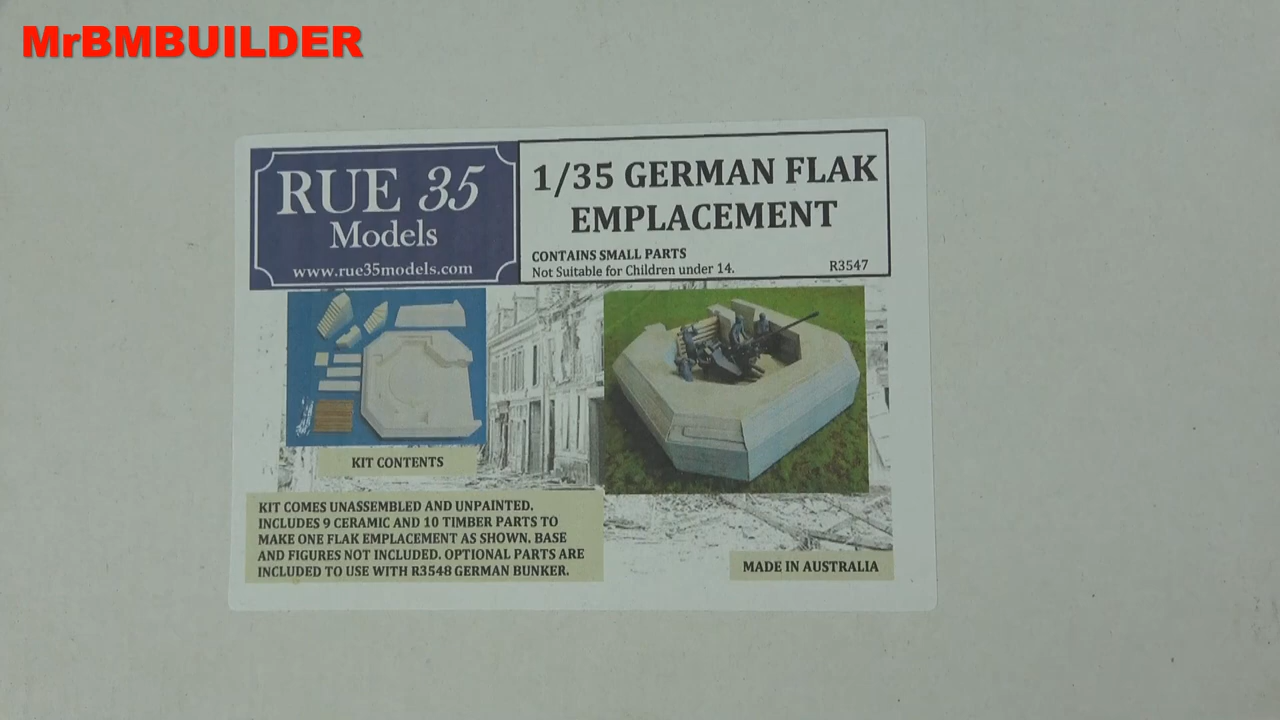 MrBMBUILDER
RUE 35
Models
www.rue35models.com
1/35 GERMAN FLAK
EMPLACEMENT
CONTAINS SMALL PARTS
Not Suitable for Children under 14.
R3547
KIT CONTENTS
KIT COMES UNASSEMBLED AND UNPAINTED.
INCLUDES 9 CERAMIC AND 10 TIMBER PARTS TO
MAKE ONE FLAK EMPLACEMENT AS SHOWN. BASE
AND FIGURES NOT INCLUDED. OPTIONAL PARTS ARE
INCLUDED TO USE WITH R3548 GERMAN BUNKER.
MADE IN AUSTRALIA